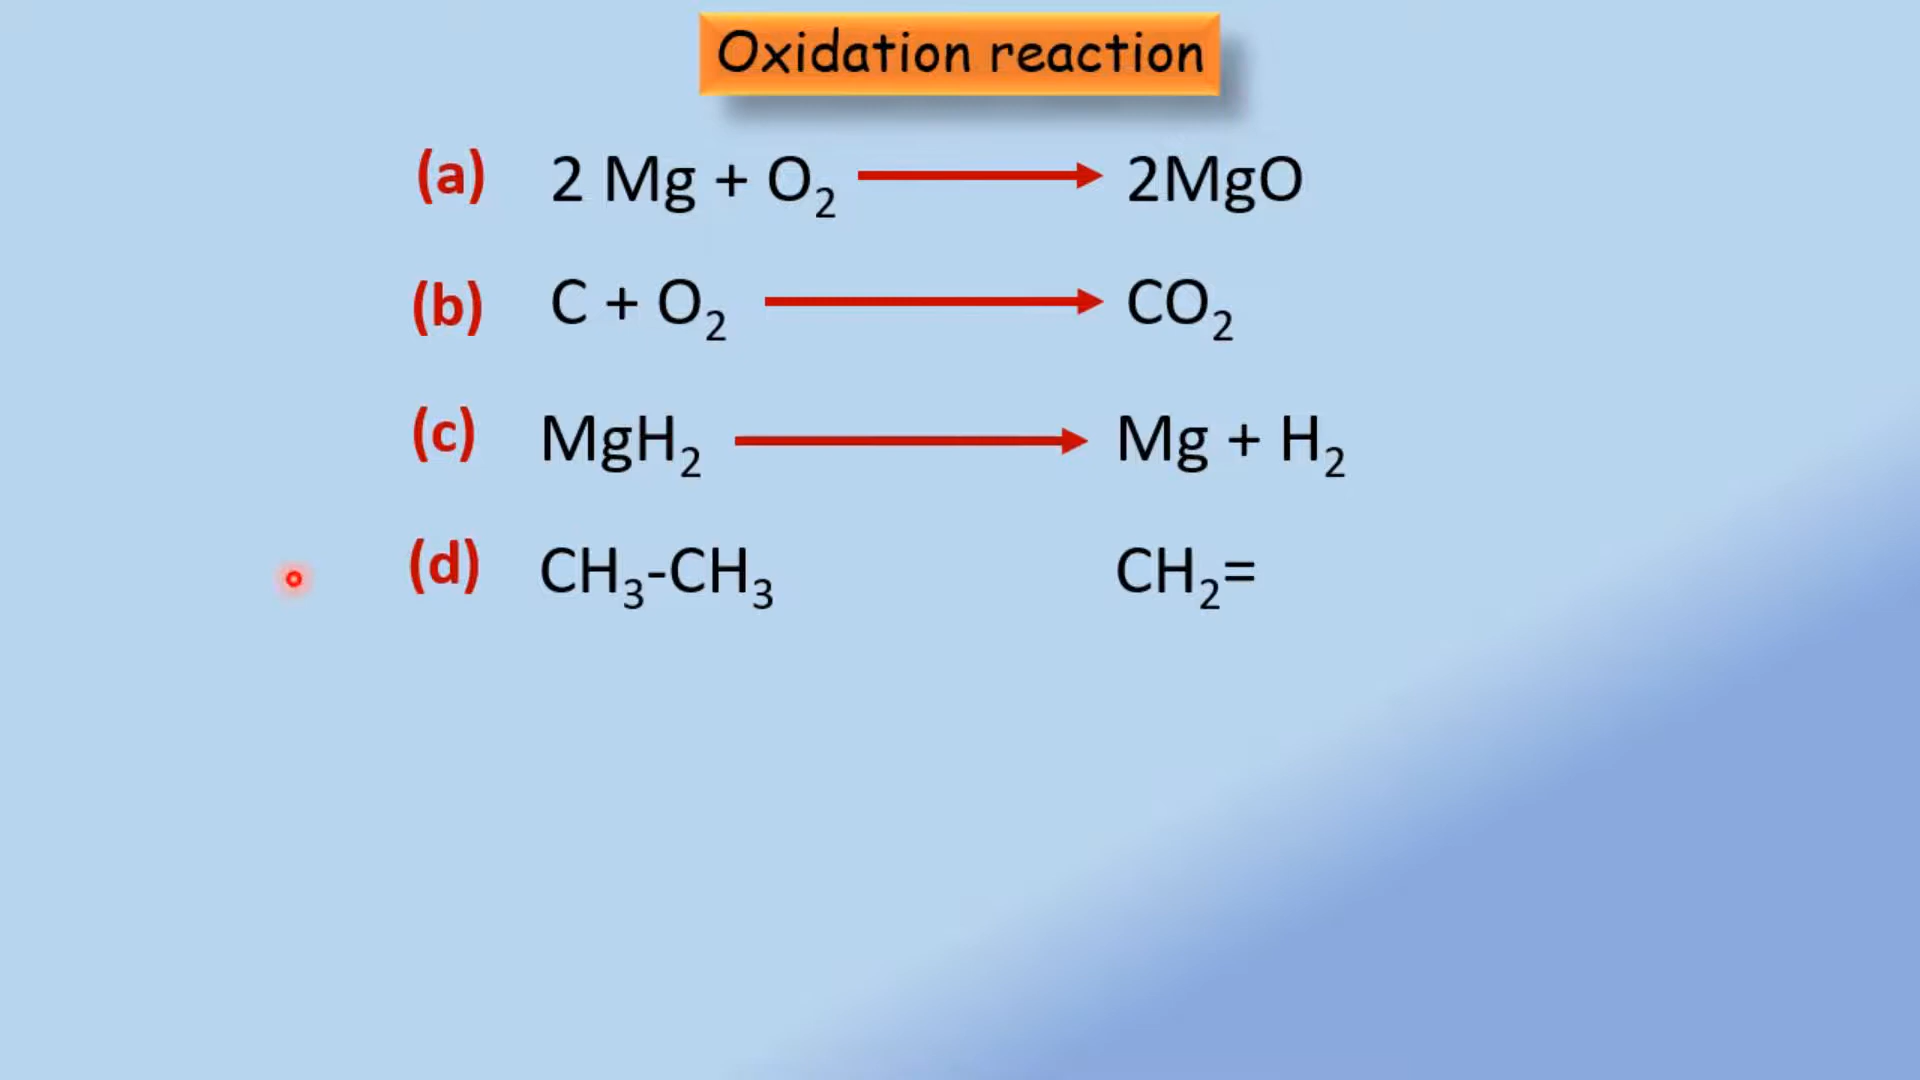 Oxidation reaction
(a) 2 Mg + O₂ ⟶ 2MgO
(b) C + O₂ ⟶ CO₂
(c) MgH₂ ⟶ Mg + H₂
(d) CH₃-CH₃ CH₂=